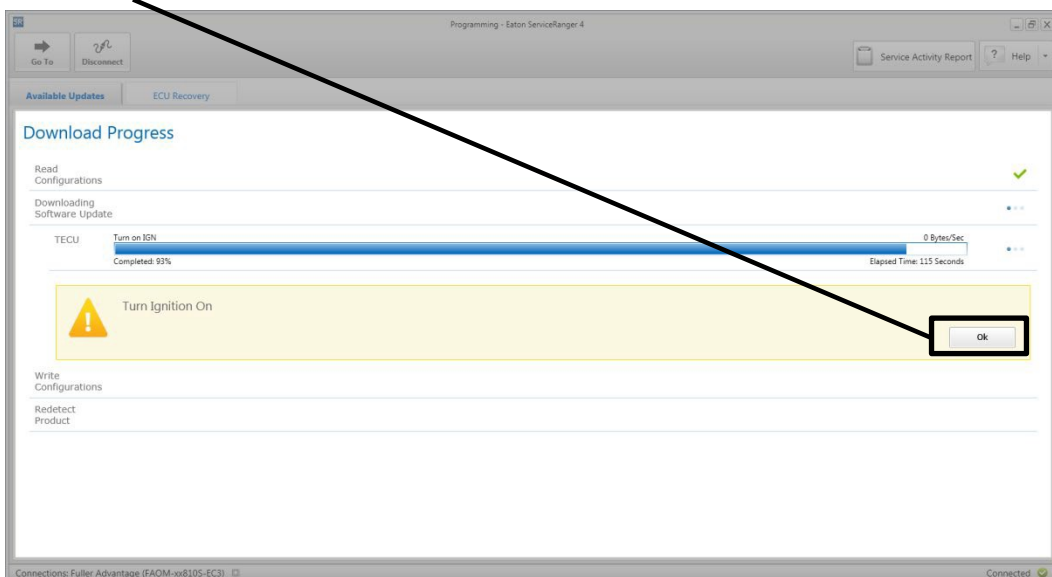 SR
Programming - Eaton ServiceRanger 4
Go To
Disconnect
Service Activity Report
? Help
Available Updates
ECU Recovery
Download Progress
Read
Configurations
Downloading
Software Update
TECU
Turn on IGN
0 Bytes/Sec
Completed: 93%
Elapsed Time: 115 Seconds
Turn Ignition On
Ok
Write
Configurations
Redetect
Product
Connections: Fuller Advantage (FAOM-xx810S-EC3)
Connected